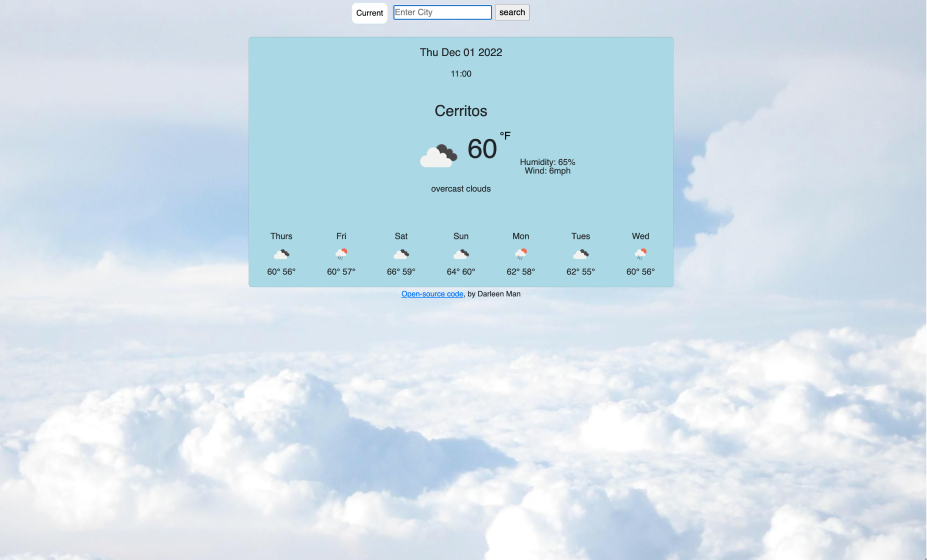 Current Enter City search
Thu Dec 01 2022
11:00
Cerritos
60 °F
Humidity: 65%
Wind: 6mph
overcast clouds
Thurs Fri Sat Sun Mon Tues Wed
60° 56° 60° 57° 66° 59° 64° 60° 62° 58° 62° 55° 60° 56°
Open-source code, by Darleen Man